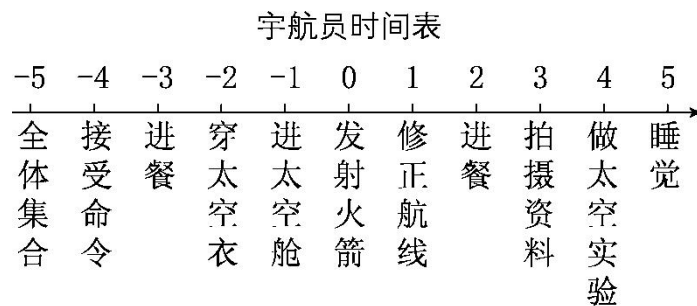 宇航员时间表
-5 -4 -3 -2 -1 0 1 2 3 4 5
全体集合
接受命令
进餐
穿太空衣
进太空舱
发射火箭
修正航线
进餐
拍摄资料
做太空实验
睡觉